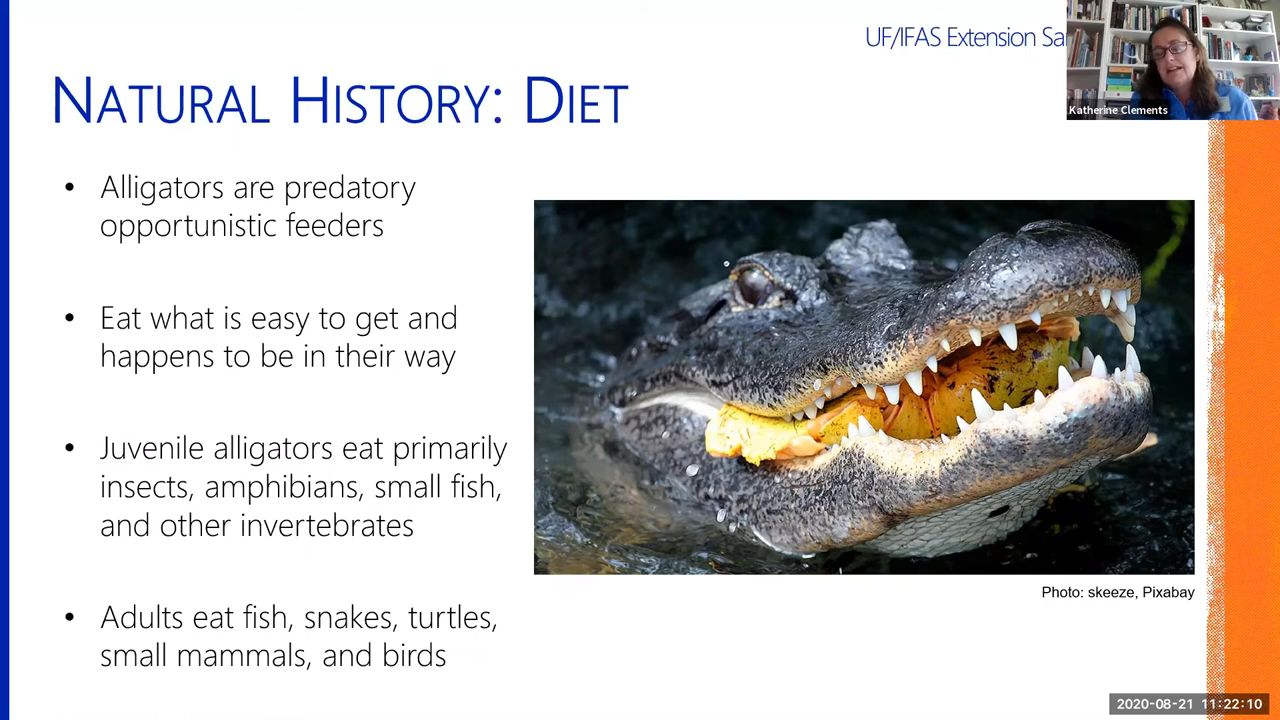 UF/IFAS Extension Sa
Katherine Clements
NATURAL HISTORY: DIET
• Alligators are predatory
opportunistic feeders
• Eat what is easy to get and
happens to be in their way
• Juvenile alligators eat primarily
insects, amphibians, small fish,
and other invertebrates
• Adults eat fish, snakes, turtles,
small mammals, and birds
Photo: skeeze, Pixabay
2020-08-21 11:22:10